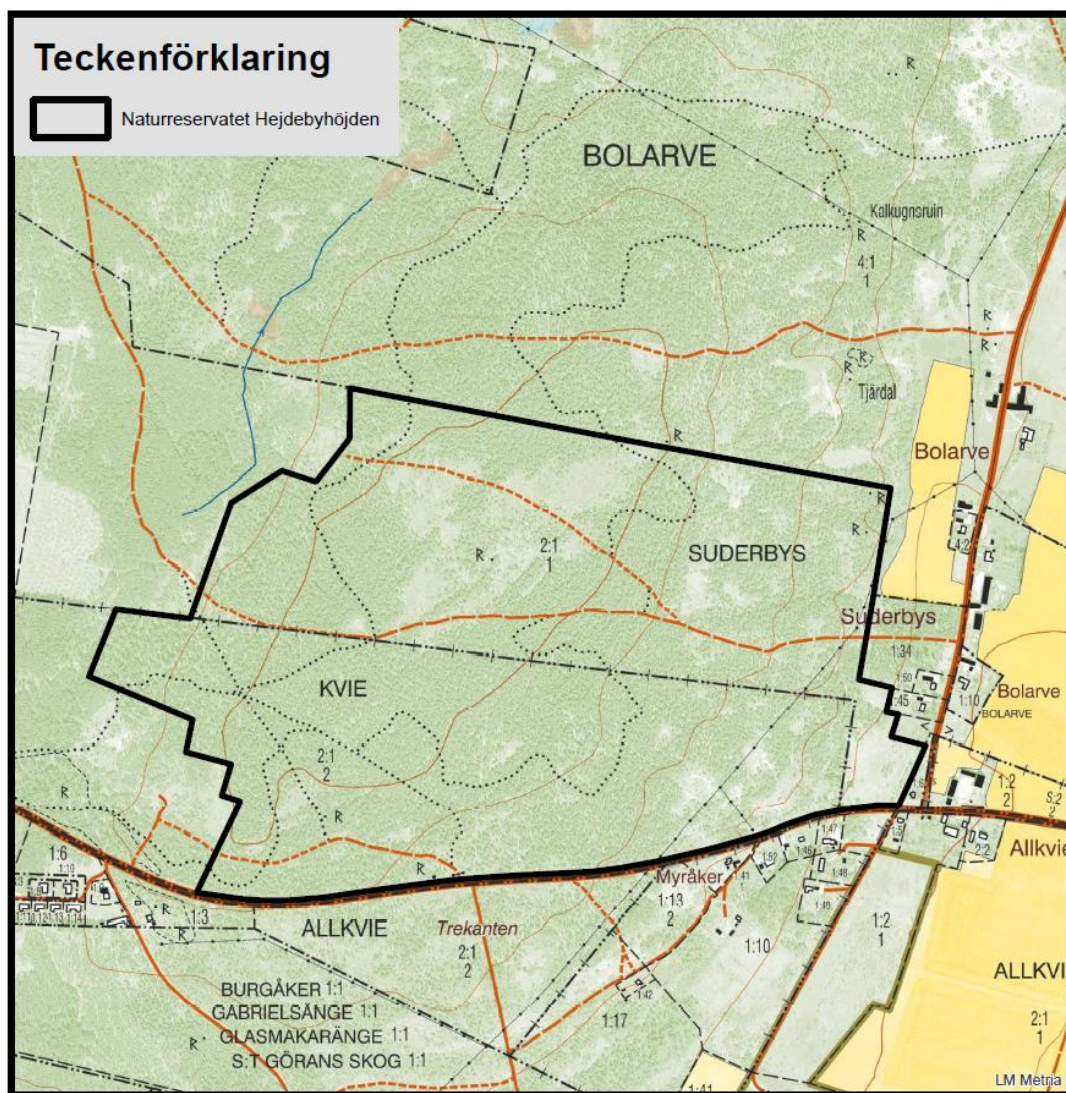 Teckenförklaring
Naturreservatet Hejdebyhöjden
R
BOLARVE
Kalkugnsruin
R
4:1
1
R
R
R
R
Tjärdal
R
Bolarve
R
R
4:2
2:1
1
R
SUDERBYS
Suderbys
1:34
1:50
1:45
1:10
Bolarve
BOLARVE
KVIE
2:1
2
R
R
1:2
2
S:2
2
2:2
Allkvie
1:47
1:46
1:52
1:41
1:48
1:49
R
Myråker
1:13
2
1:6
1:10
1:3
R
R
ALLKVIE
Trekanten
2:1
2
1:10
1:2
1
1:42
1:17
ALLKVI
2:1
1
BURGÅKER 1:1
GABRIELSÄNGE 1:1
R GLASMAKARÄNGE 1:1
S:T GÖRANS SKOG 1:1
1:41
LM Metria